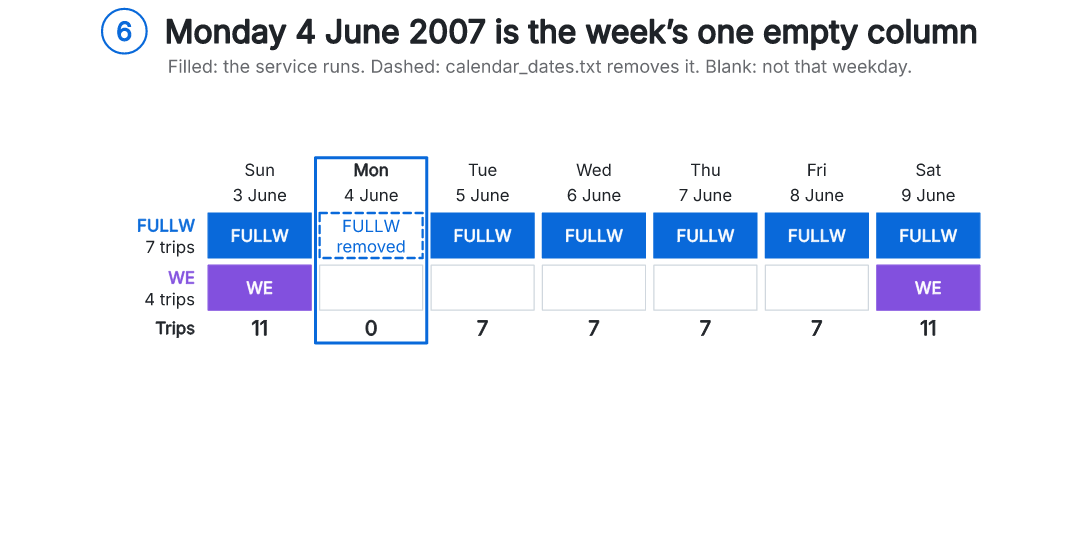 6 Monday 4 June 2007 is the week’s one empty column
Filled: the service runs. Dashed: calendar_dates.txt removes it. Blank: not that weekday.
Sun Mon Tue Wed Thu Fri Sat
3 June 4 June 5 June 6 June 7 June 8 June 9 June
FULLW
7 trips
FULLW FULLW removed FULLW FULLW FULLW FULLW FULLW
WE
4 trips
WE WE
Trips 11 0 7 7 7 7 11